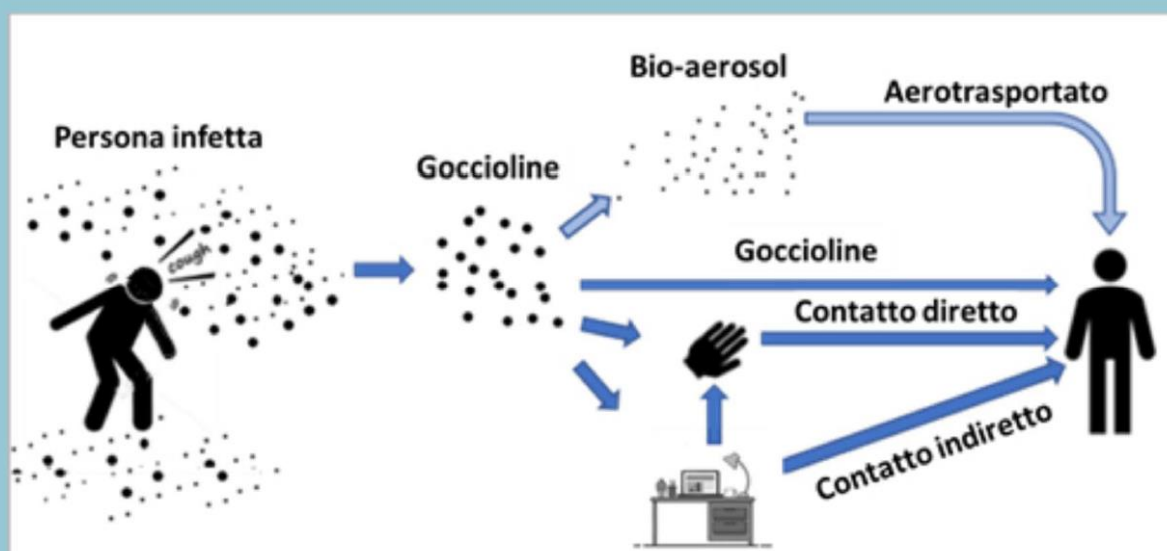 Bio-aerosol
Aerotrasportato
Persona infetta
Goccioline
cough
Goccioline
Contatto diretto
Contatto indiretto